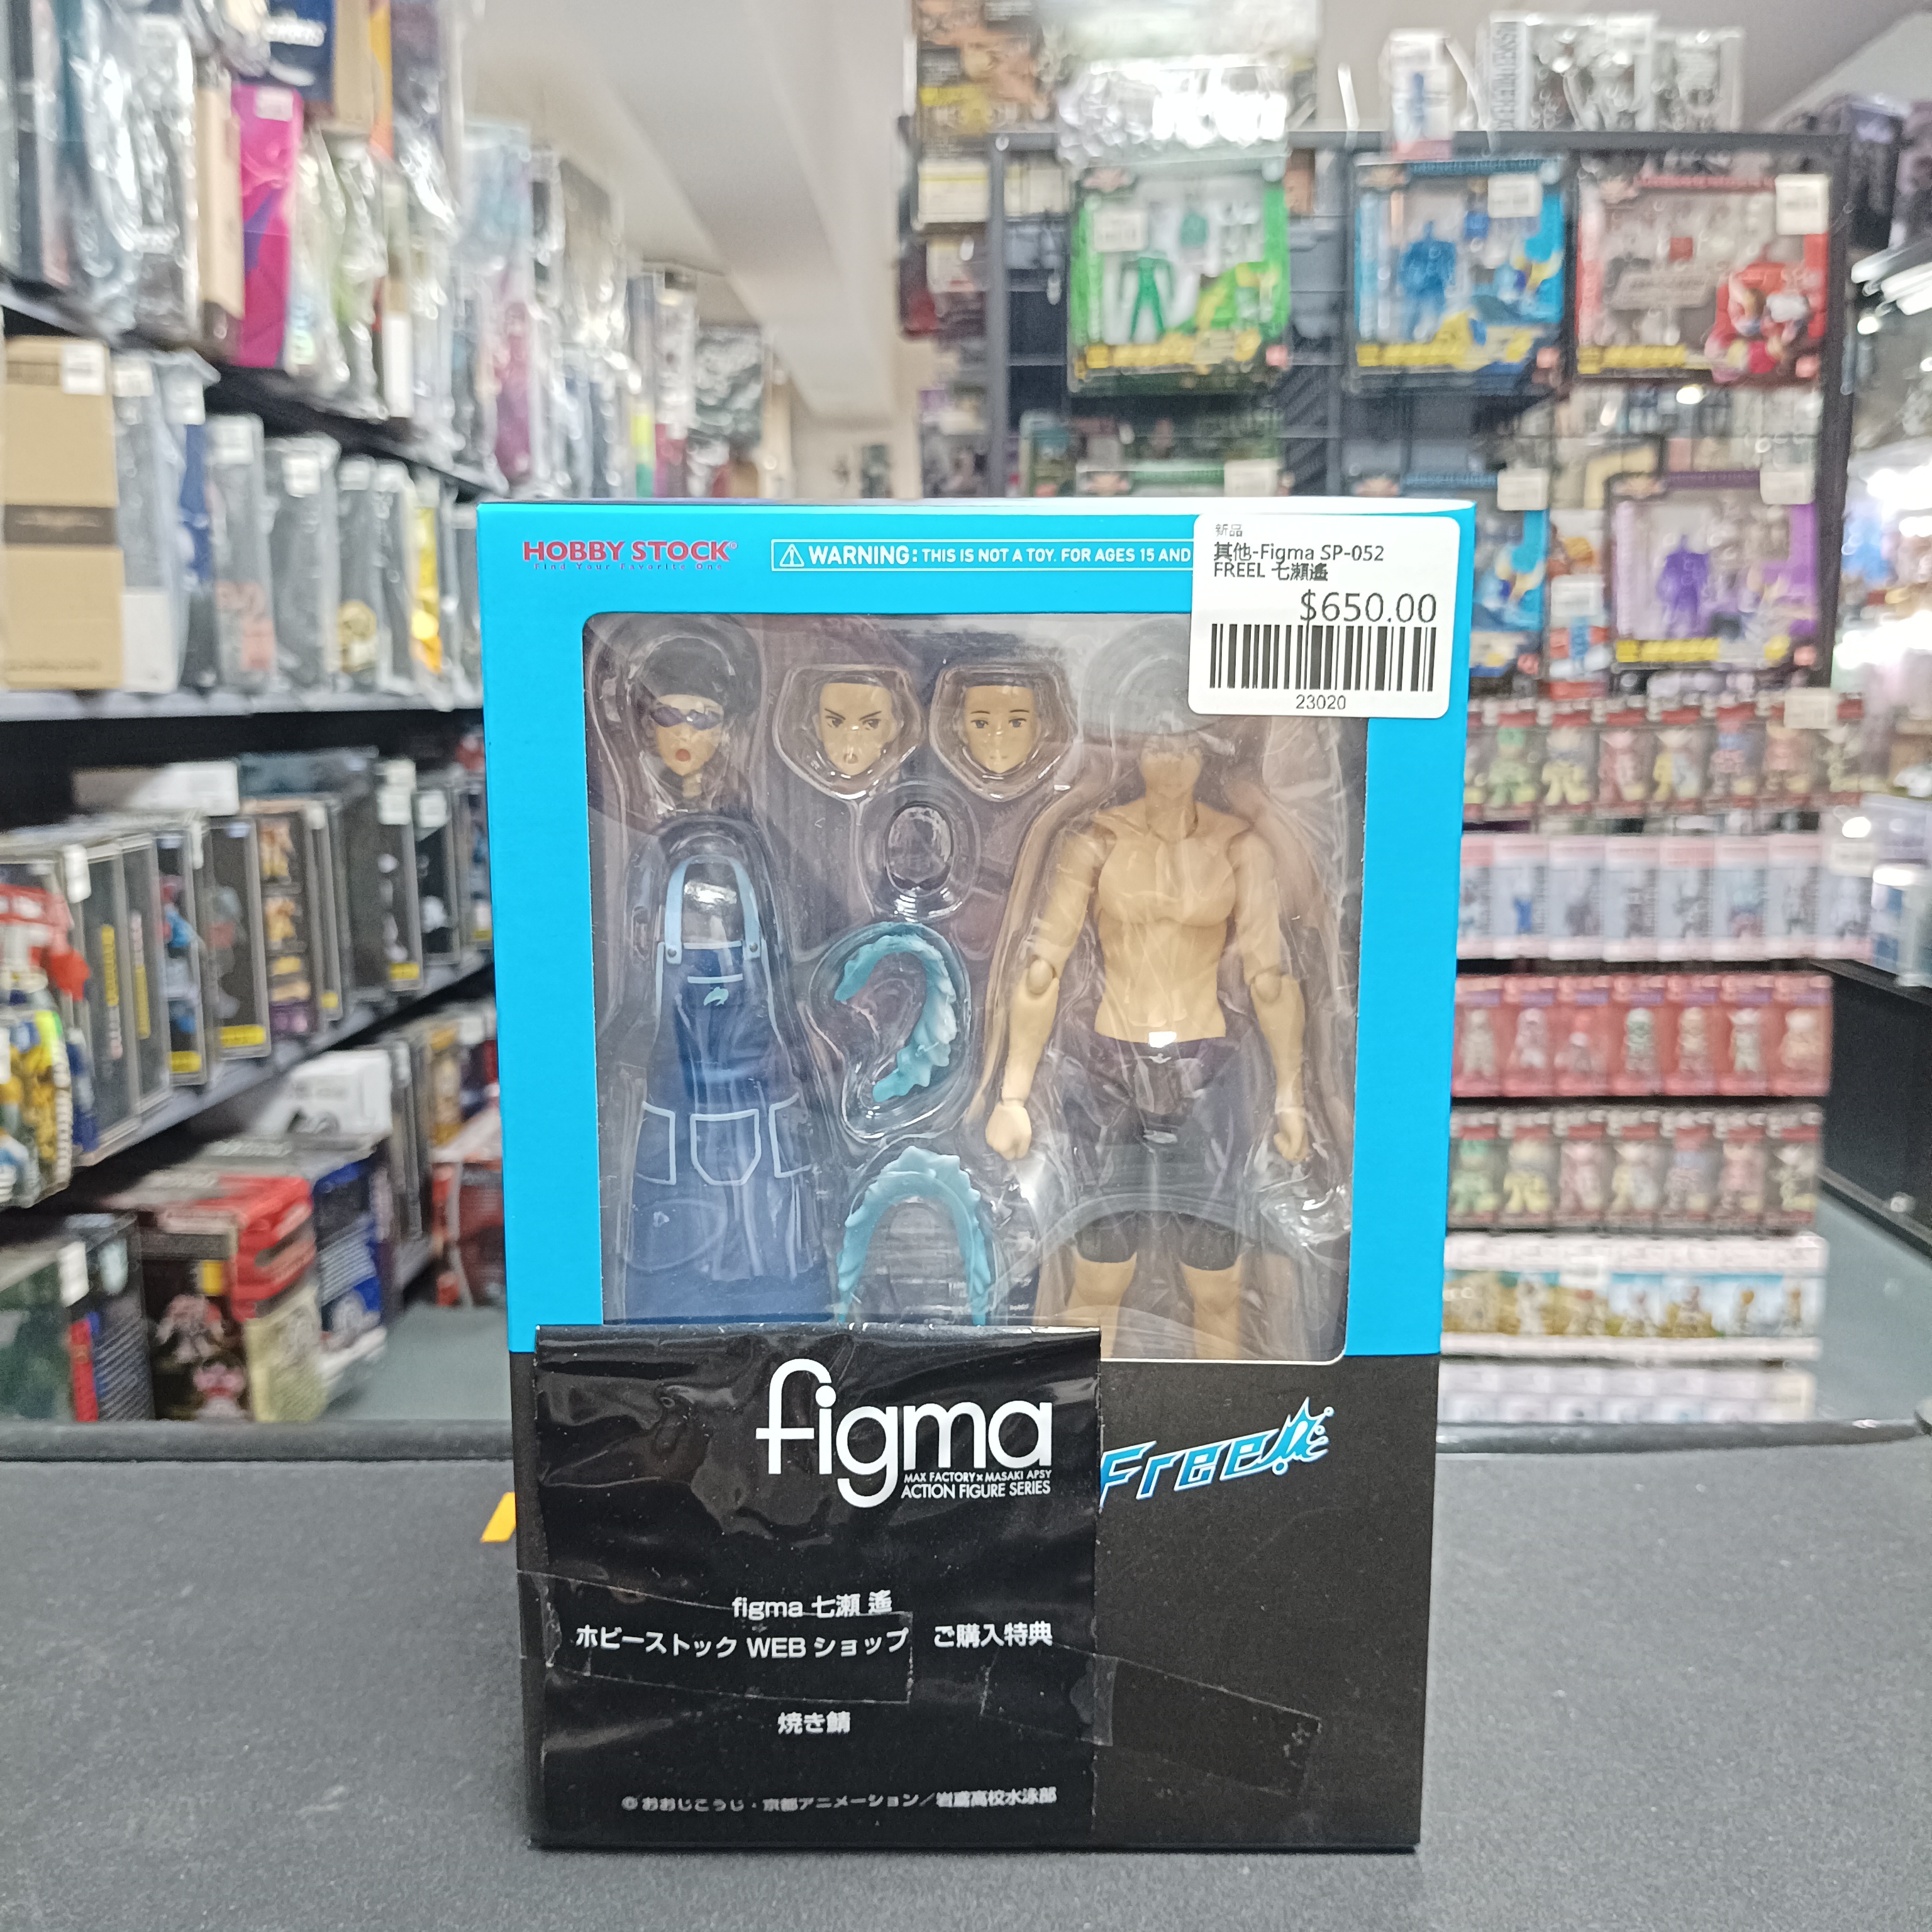 HOBBY STOCK
Find Your Favorite One
WARNING: THIS IS NOT A TOY. FOR AGES 15 AND
新品
其他-Figma SP-052
FREEL 七瀬遙
$650.00
23020
figma
MAX FACTORY×MASAKI APSY
ACTION FIGURE SERIES
Free!
figma 七瀬 遙
ホビーストック WEB ショップ ご購入特典
焼き鯖
© おおじこうじ・京都アニメーション／岩鳶高校水泳部